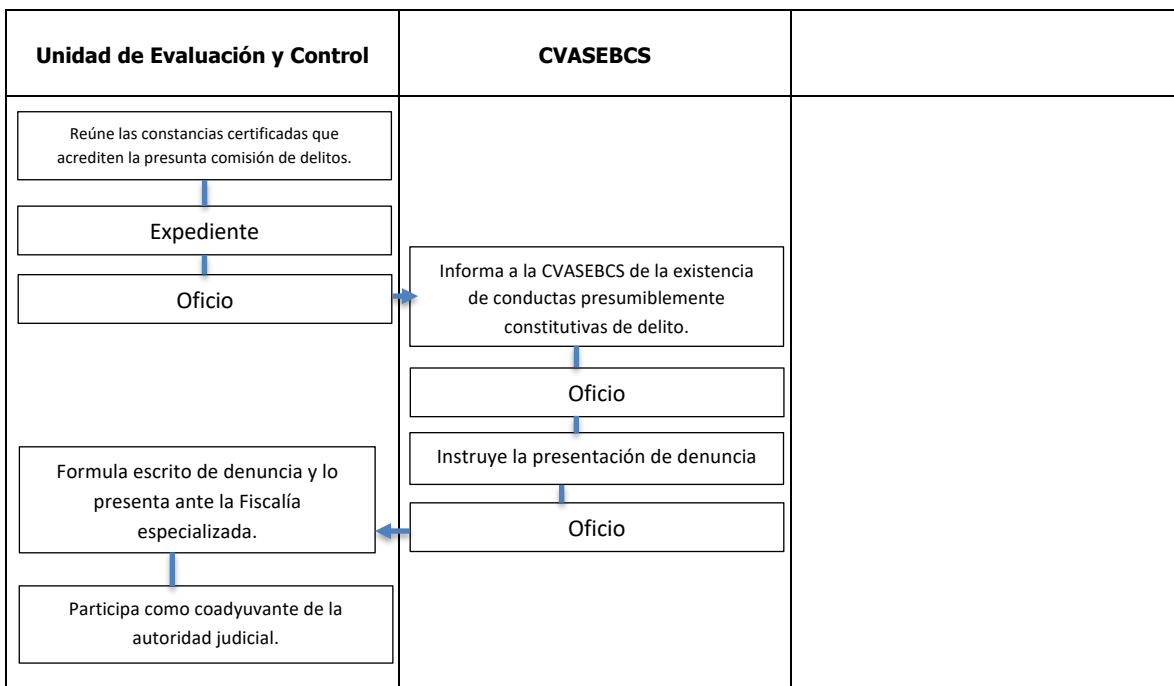 Unidad de Evaluación y Control
CVASEBCS
Reúne las constancias certificadas que
acrediten la presunta comisión de delitos.
Expediente
Oficio
Informa a la CVASEBCS de la existencia
de conductas presumiblemente
constitutivas de delito.
Oficio
Instruye la presentación de denuncia
Oficio
Formula escrito de denuncia y lo
presenta ante la Fiscalía
especializada.
Participa como coadyuvante de la
autoridad judicial.